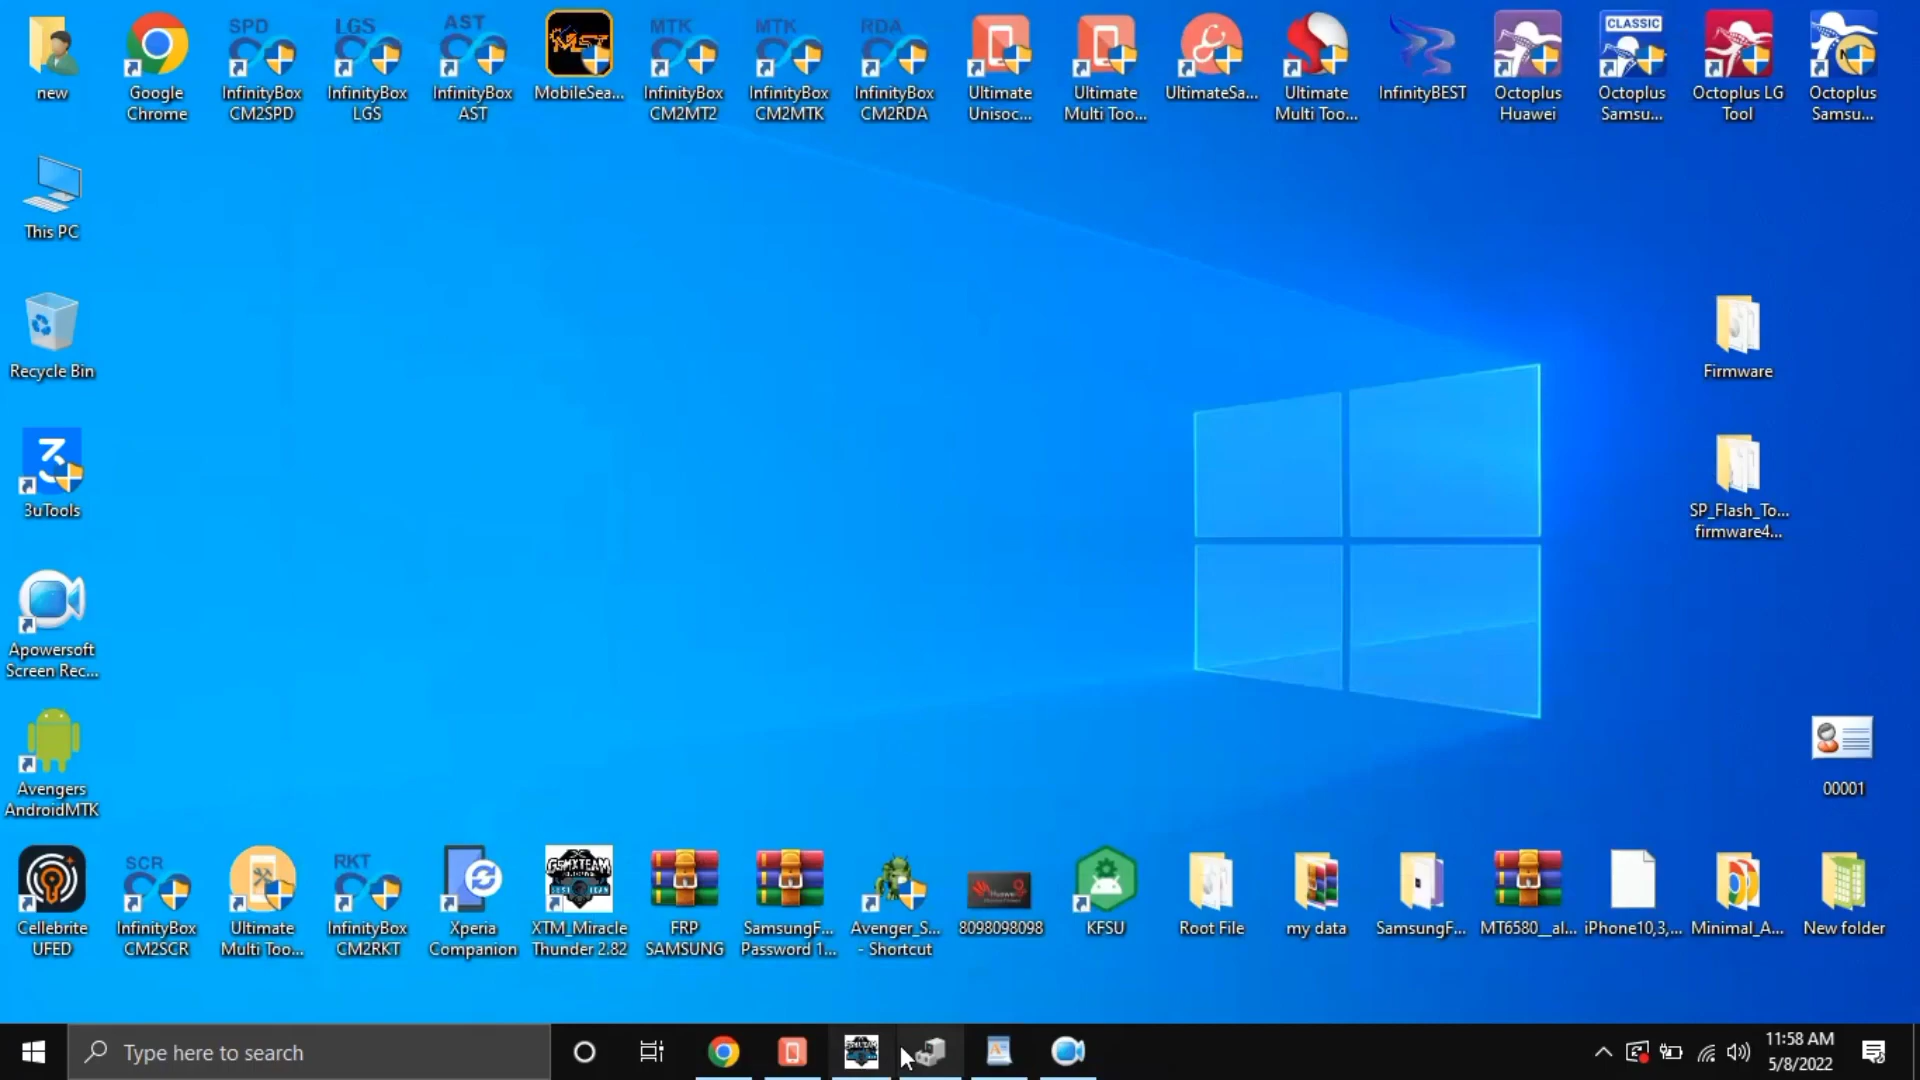 SPD
LGS
AST
MST
MTK
MTK
RDA
CLASSIC
new
Google
Chrome
InfinityBox
CM2SPD
InfinityBox
LGS
InfinityBox
AST
MobileSea...
InfinityBox
CM2MT2
InfinityBox
CM2MTK
InfinityBox
CM2RDA
Ultimate
Unisoc...
Ultimate
Multi Too...
UltimateSa...
Ultimate
Multi Too...
InfinityBEST
Octoplus
Huawei
Octoplus
Samsu...
Octoplus LG
Tool
Octoplus
Samsu...
This PC
Recycle Bin
Firmware
3uTools
SP_Flash_To...
firmware4...
Apowersoft
Screen Rec...
Avengers
AndroidMTK
00001
SCR
RKT
GSMXTEAM
Cellebrite
UFED
InfinityBox
CM2SCR
Ultimate
Multi Too...
InfinityBox
CM2RKT
Xperia
Companion
XTM_Miracle
Thunder 2.82
FRP
SAMSUNG
SamsungF...
Password 1...
Avenger_S...
- Shortcut
8098098098
KFSU
Root File
my data
SamsungF...
MT6580__al...
iPhone10,3,...
Minimal_A...
New folder
Type here to search
11:58 AM
5/8/2022